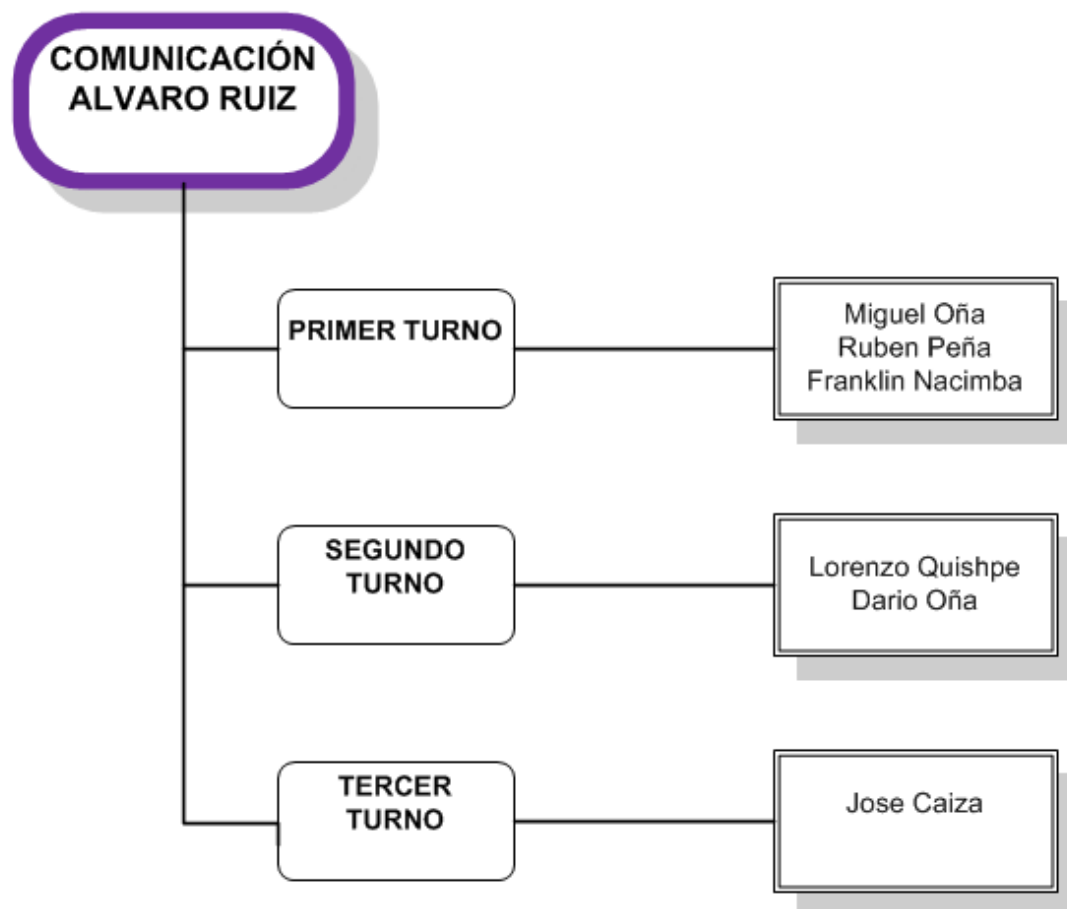 COMUNICACIÓN
ALVARO RUIZ
PRIMER TURNO
Miguel Oña
Ruben Peña
Franklin Nacimba
SEGUNDO
TURNO
Lorenzo Quishpe
Dario Oña
TERCER
TURNO
Jose Caiza